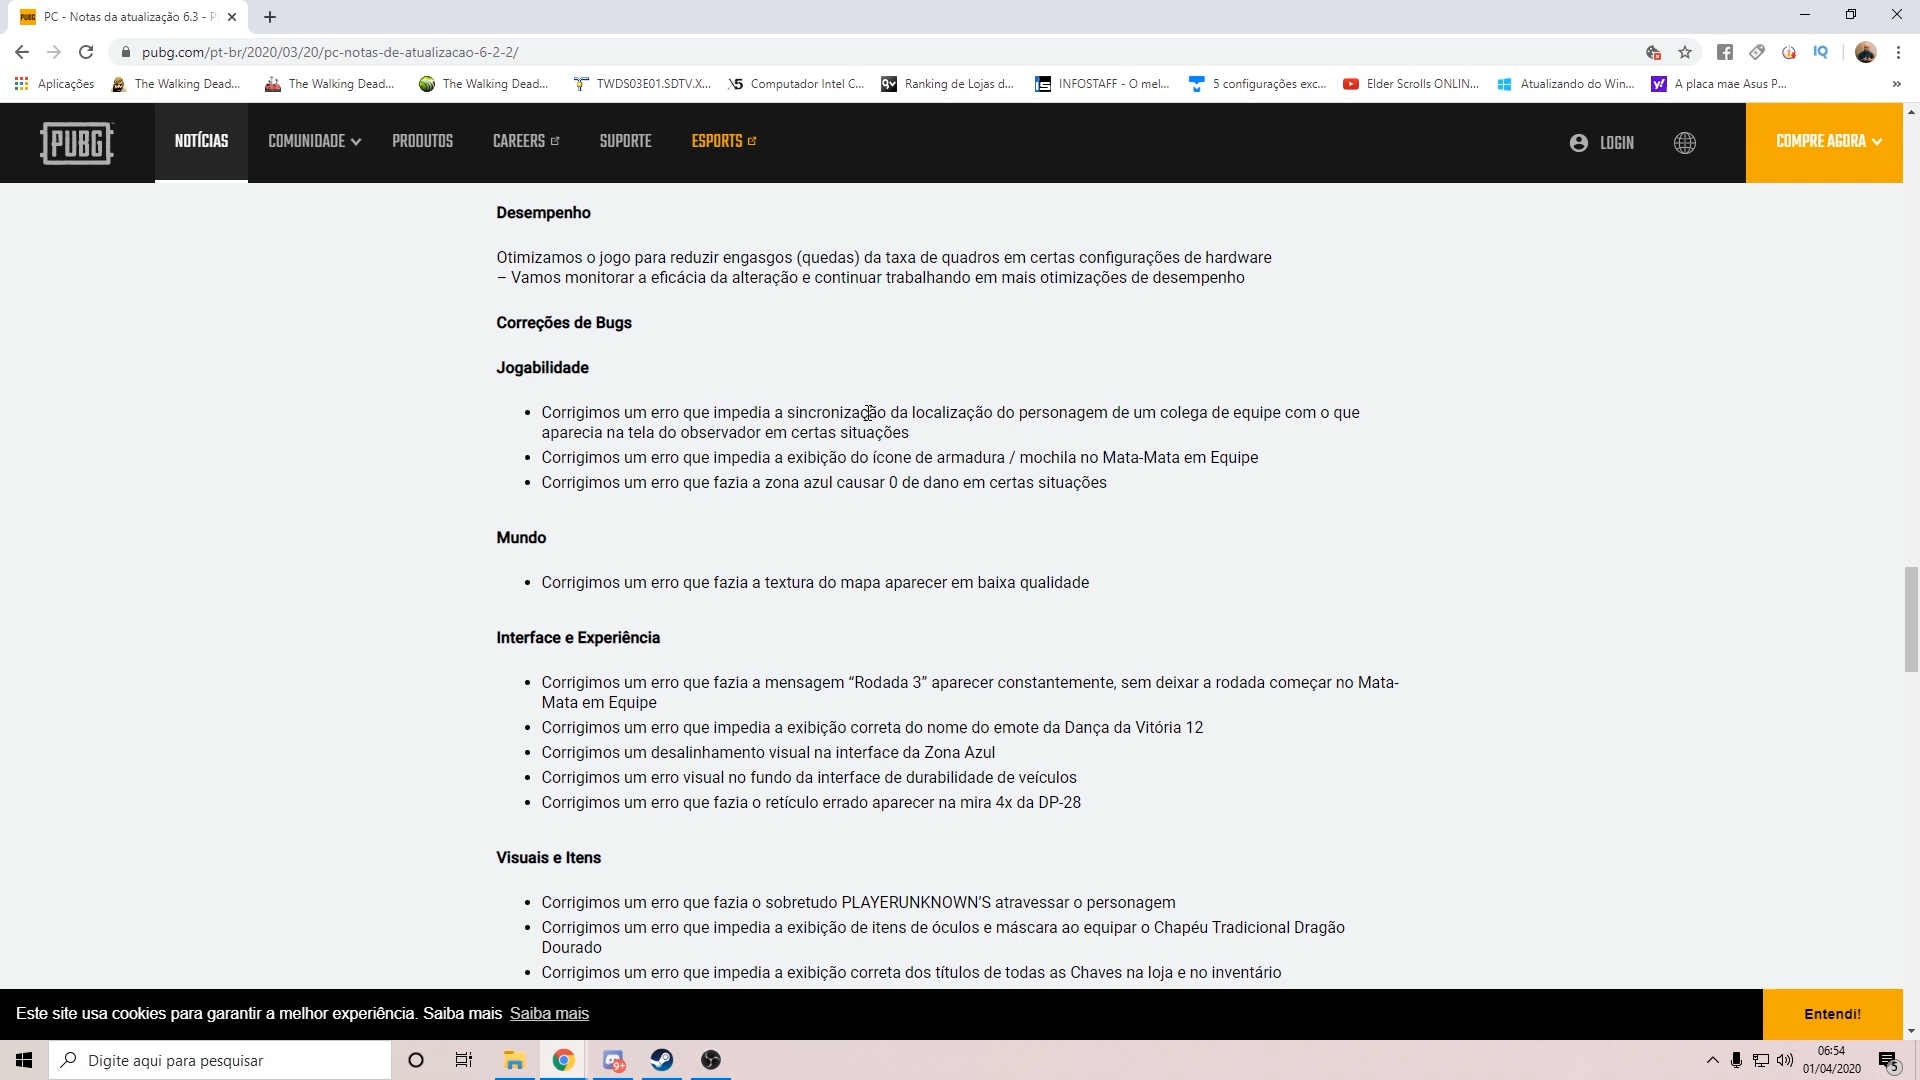 PC - Notas da atualização 6.3 - P
pubg.com/pt-br/2020/03/20/pc-notas-de-atualizacao-6-2-2/
IQ
Aplicações
The Walking Dead...
The Walking Dead...
The Walking Dead...
TWDS03E01.SDTV.X...
Computador Intel C...
Ranking de Lojas d...
INFOSTAFF - O mel...
5 configurações exc...
Elder Scrolls ONLIN...
Atualizando do Win...
A placa mae Asus P...
»
PUBG
NOTÍCIAS
COMUNIDADE
PRODUTOS
CAREERS
SUPORTE
ESPORTS
LOGIN
COMPRE AGORA
Desempenho
Otimizamos o jogo para reduzir engasgos (quedas) da taxa de quadros em certas configurações de hardware
– Vamos monitorar a eficácia da alteração e continuar trabalhando em mais otimizações de desempenho
Correções de Bugs
Jogabilidade
• Corrigimos um erro que impedia a sincronização da localização do personagem de um colega de equipe com o que
aparecia na tela do observador em certas situações
• Corrigimos um erro que impedia a exibição do ícone de armadura / mochila no Mata-Mata em Equipe
• Corrigimos um erro que fazia a zona azul causar 0 de dano em certas situações
Mundo
• Corrigimos um erro que fazia a textura do mapa aparecer em baixa qualidade
Interface e Experiência
• Corrigimos um erro que fazia a mensagem “Rodada 3” aparecer constantemente, sem deixar a rodada começar no Mata-
Mata em Equipe
• Corrigimos um erro que impedia a exibição correta do nome do emote da Dança da Vitória 12
• Corrigimos um desalinhamento visual na interface da Zona Azul
• Corrigimos um erro visual no fundo da interface de durabilidade de veículos
• Corrigimos um erro que fazia o retículo errado aparecer na mira 4x da DP-28
Visuais e Itens
• Corrigimos um erro que fazia o sobretudo PLAYERUNKNOWN’S atravessar o personagem
• Corrigimos um erro que impedia a exibição de itens de óculos e máscara ao equipar o Chapéu Tradicional Dragão
Dourado
• Corrigimos um erro que impedia a exibição correta dos títulos de todas as Chaves na loja e no inventário
Este site usa cookies para garantir a melhor experiência. Saiba mais Saiba mais
Entendi!
Digite aqui para pesquisar
9+
06:54
01/04/2020
5